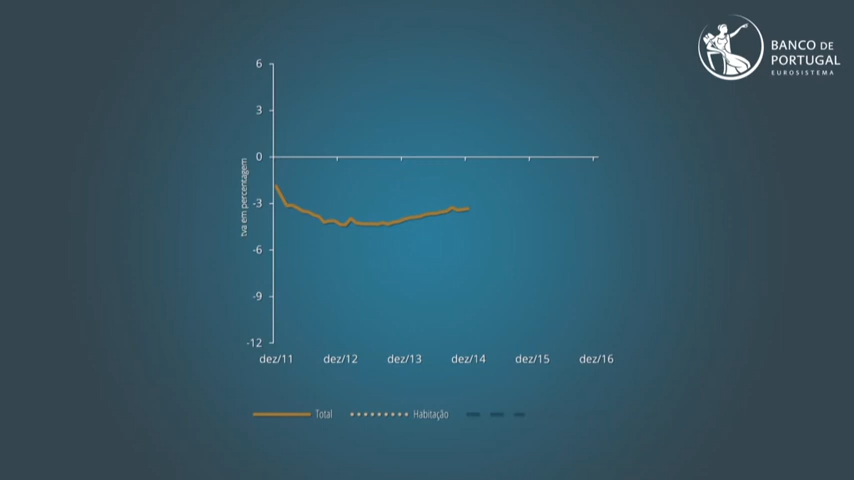 BANCO DE
PORTUGAL
EUROSISTEMA
6
3
0
-3
-6
-9
-12
tva em percentagem
dez/11 dez/12 dez/13 dez/14 dez/15 dez/16
Total Habitação